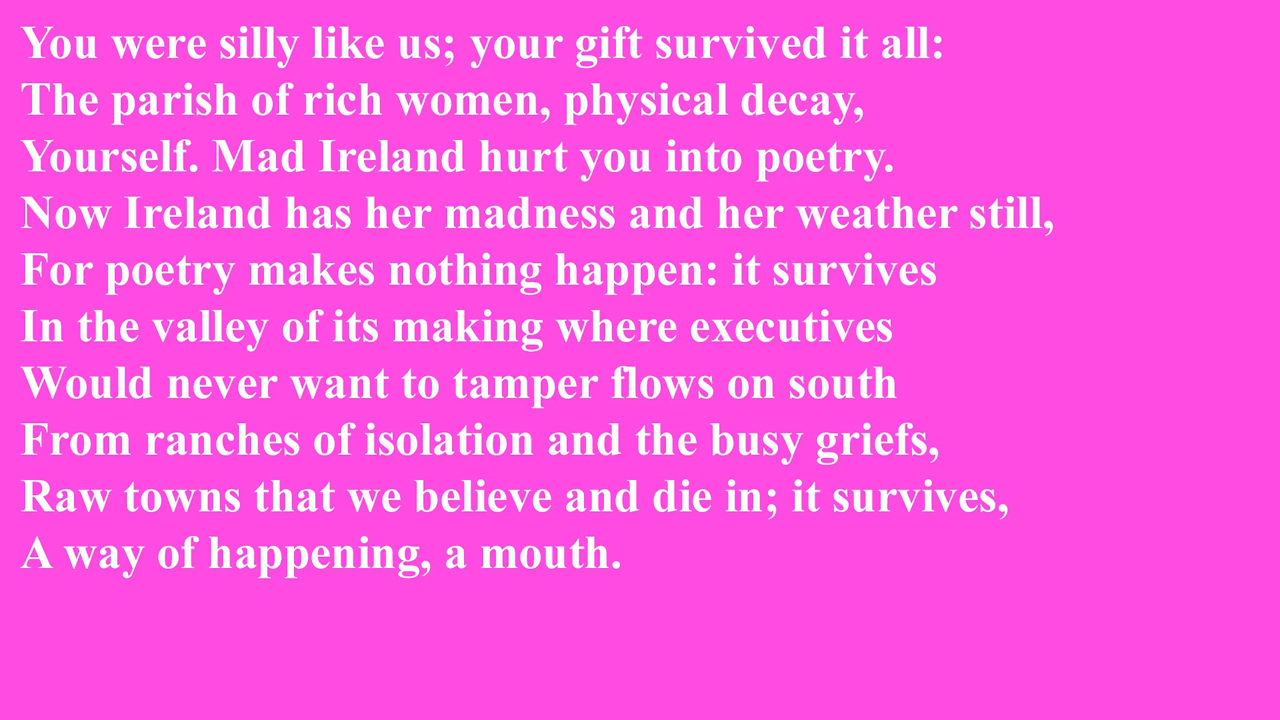 You were silly like us; your gift survived it all:
The parish of rich women, physical decay,
Yourself. Mad Ireland hurt you into poetry.
Now Ireland has her madness and her weather still,
For poetry makes nothing happen: it survives
In the valley of its making where executives
Would never want to tamper flows on south
From ranches of isolation and the busy griefs,
Raw towns that we believe and die in; it survives,
A way of happening, a mouth.